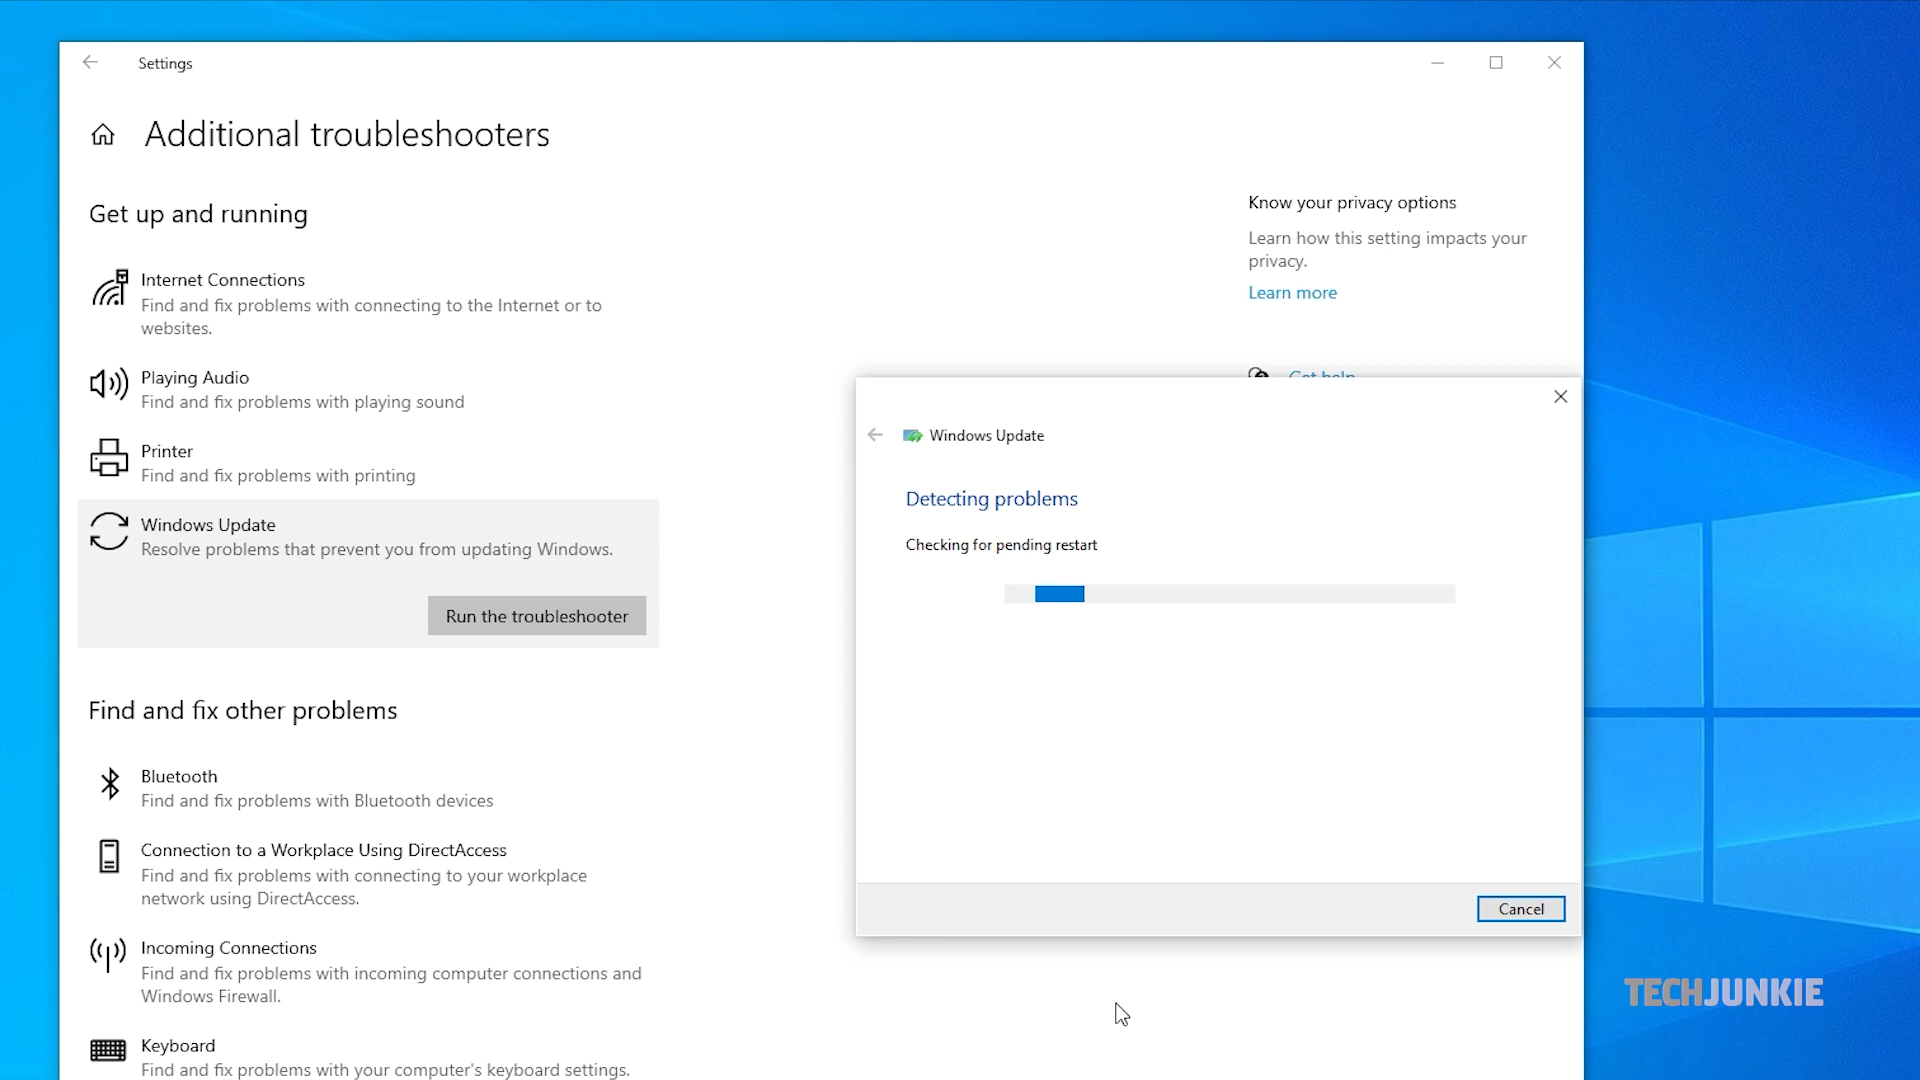 Settings
Additional troubleshooters
Get up and running
Internet Connections
Find and fix problems with connecting to the Internet or to
websites.
Playing Audio
Find and fix problems with playing sound
Printer
Find and fix problems with printing
Windows Update
Resolve problems that prevent you from updating Windows.
Run the troubleshooter
Find and fix other problems
Bluetooth
Find and fix problems with Bluetooth devices
Connection to a Workplace Using DirectAccess
Find and fix problems with connecting to your workplace
network using DirectAccess.
Incoming Connections
Find and fix problems with incoming computer connections and
Windows Firewall.
Keyboard
Find and fix problems with your computer's keyboard settings.
Know your privacy options
Learn how this setting impacts your
privacy.
Learn more
Get help
Windows Update
Detecting problems
Checking for pending restart
Cancel
TECHJUNKIE